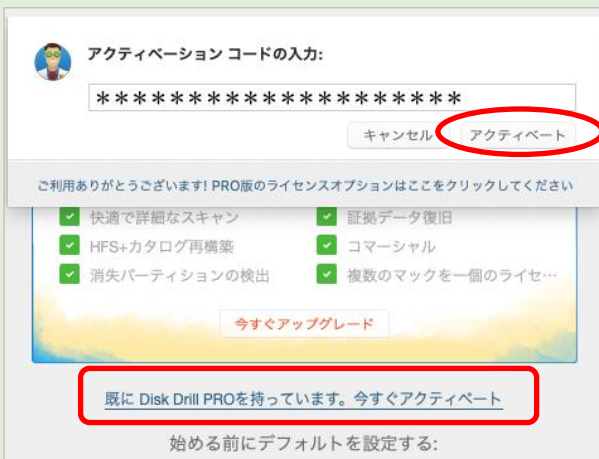 アクティベーション コードの入力:
********************
キャンセル アクティベート
ご利用ありがとうございます! PRO版のライセンスオプションはここをクリックしてください
快適で詳細なスキャン 証拠データ復旧
HFS+カタログ再構築 コマーシャル
消失パーティションの検出 複数のマックを一個のライセ…
今すぐアップグレード
既に Disk Drill PROを持っています。今すぐアクティベート
始める前にデフォルトを設定する: